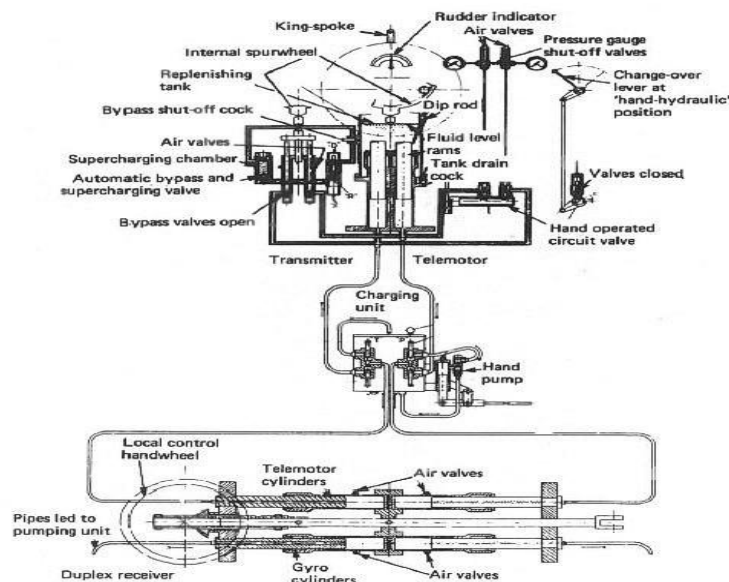 King-spoke
Rudder indicator
Air valves
Pressure gauge
shut-off valves
Internal spurwheel
Replenishing
tank
Change-over
lever at
'hand-hydraulic'
position
Bypass shut-off cock
Dip rod
Air valves
Fluid level
rams
Supercharging chamber
Tank drain
cock
Automatic bypass and
supercharging valve
Valves closed
Bypass valves open
Hand operated
circuit valve
Transmitter
Telemotor
Charging
unit
Hand
pump
Local control
handwheel
Telemotor
cylinders
Air valves
Pipes led to
pumping unit
Duplex receiver
Gyro
cylinders
Air valves